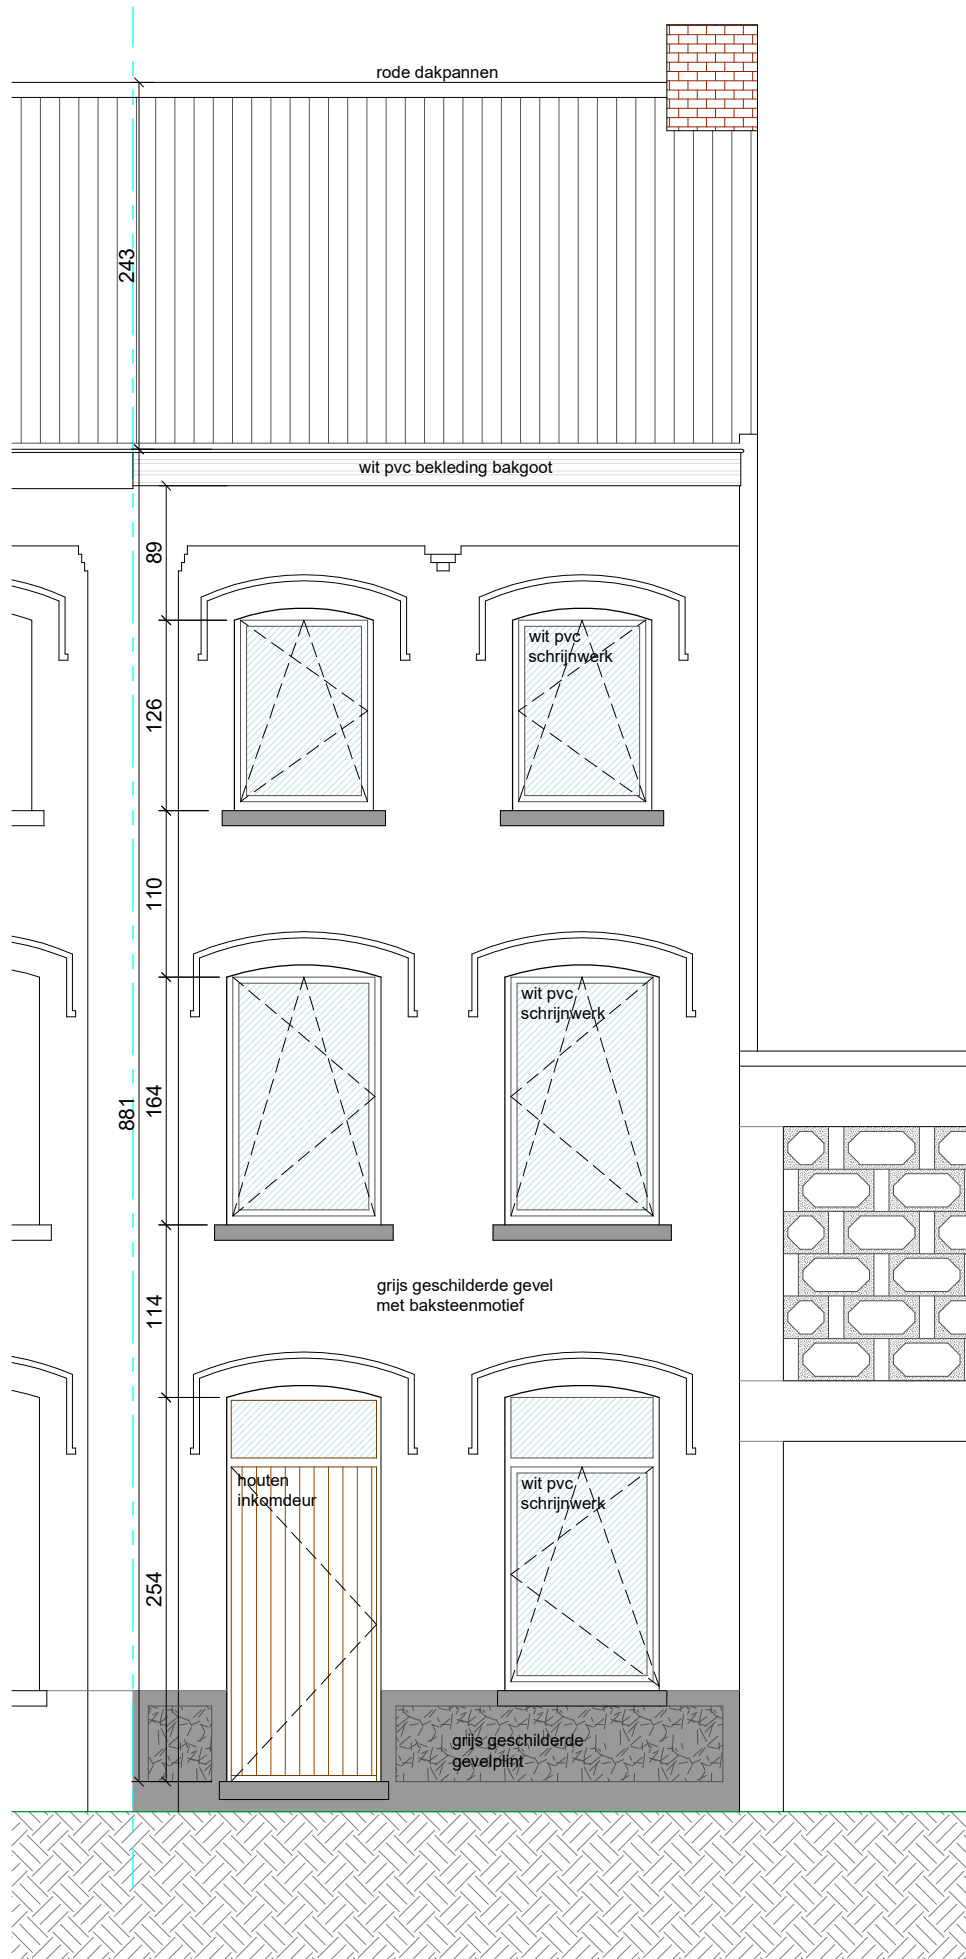 rode dakpannen
243
wit pvc bekleding bakgoot
89
wit pvc
schrijnwerk
126
110
wit pvc
schrijnwerk
881
164
grijs geschilderde gevel
met baksteenmotief
114
houten
inkomdeur
wit pvc
schrijnwerk
254
grijs geschilderde
gevelplint